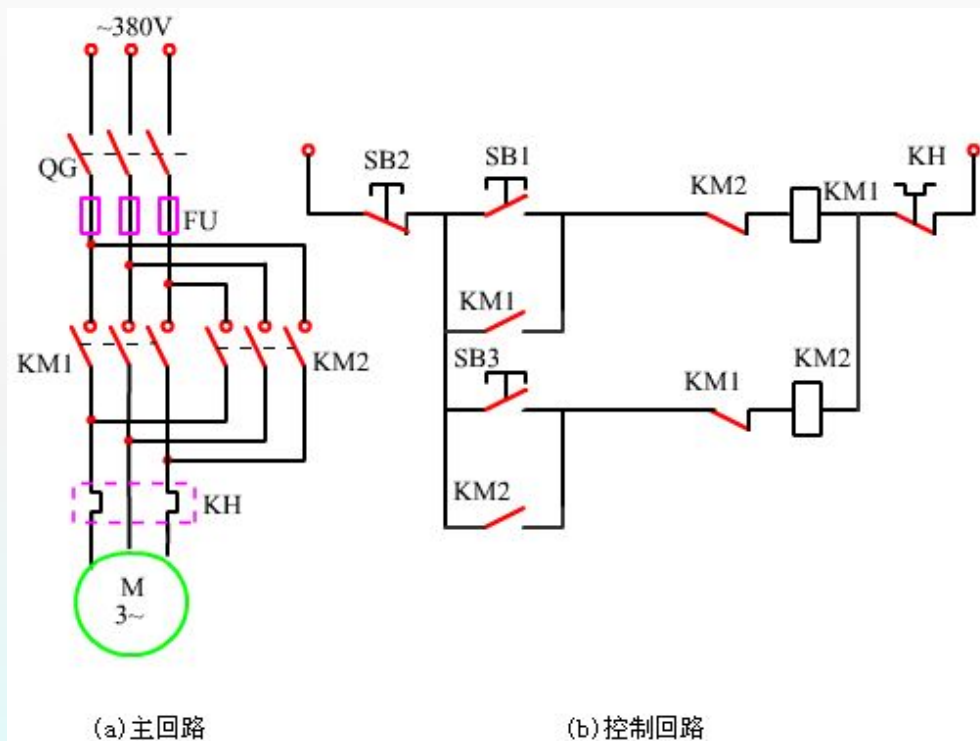 ~380V
QG
FU
KM1
KM2
KH
M
3~
SB2
SB1
KM2
KM1
KH
KM1
SB3
KM1
KM2
KM2
(a)主回路
(b)控制回路